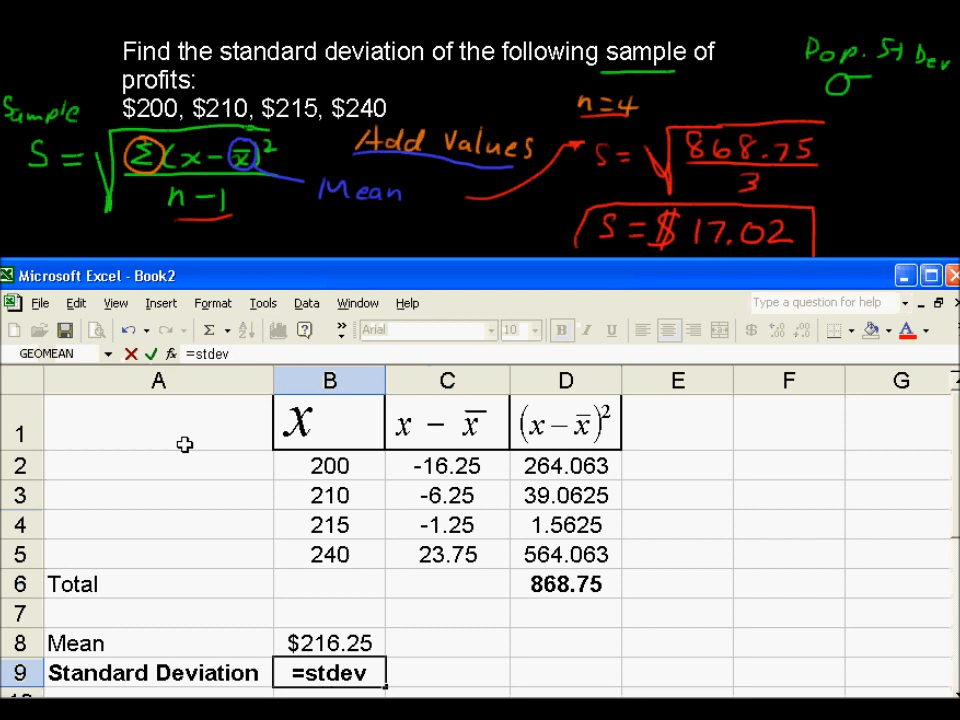 Find the standard deviation of the following sample of
profits:
$200, $210, $215, $240
Pop. St Dev
σ
Sample
S = √(Σ(x - x̄)² / n - 1)
Add Values
Mean
n = 4
S = √(868.75 / 3)
S = $17.02
Microsoft Excel - Book2
File Edit View Insert Format Tools Data Window Help Type a question for help
Σ Arial 10 B I U $ A
GEOMEAN fx =stdev
A B C D E F G
1 x x - x̄ (x - x̄)²
2 200 -16.25 264.063
3 210 -6.25 39.0625
4 215 -1.25 1.5625
5 240 23.75 564.063
6 Total 868.75
7
8 Mean $216.25
9 Standard Deviation =stdev